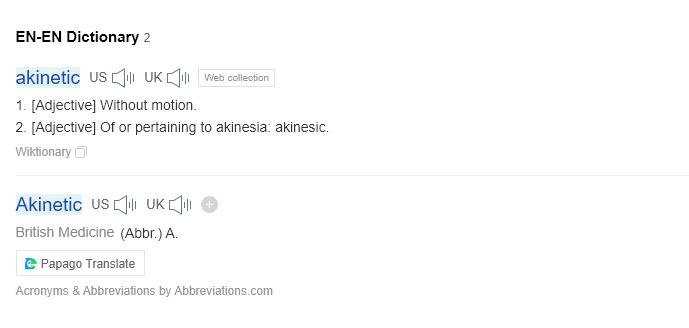 EN-EN Dictionary 2
akinetic US UK Web collection
1. [Adjective] Without motion.
2. [Adjective] Of or pertaining to akinesia: akinesic.
Wiktionary
Akinetic US UK
British Medicine (Abbr.) A.
Papago Translate
Acronyms & Abbreviations by Abbreviations.com